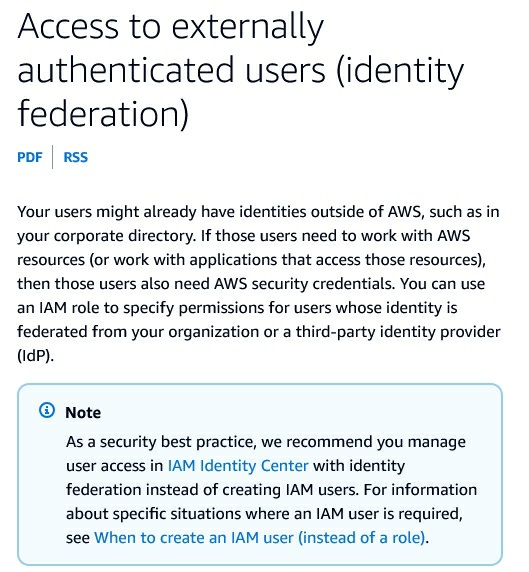 Access to externally
authenticated users (identity
federation)
PDF
RSS
Your users might already have identities outside of AWS, such as in
your corporate directory. If those users need to work with AWS
resources (or work with applications that access those resources),
then those users also need AWS security credentials. You can use
an IAM role to specify permissions for users whose identity is
federated from your organization or a third-party identity provider
(IdP).
Note
As a security best practice, we recommend you manage
user access in IAM Identity Center with identity
federation instead of creating IAM users. For information
about specific situations where an IAM user is required,
see When to create an IAM user (instead of a role).